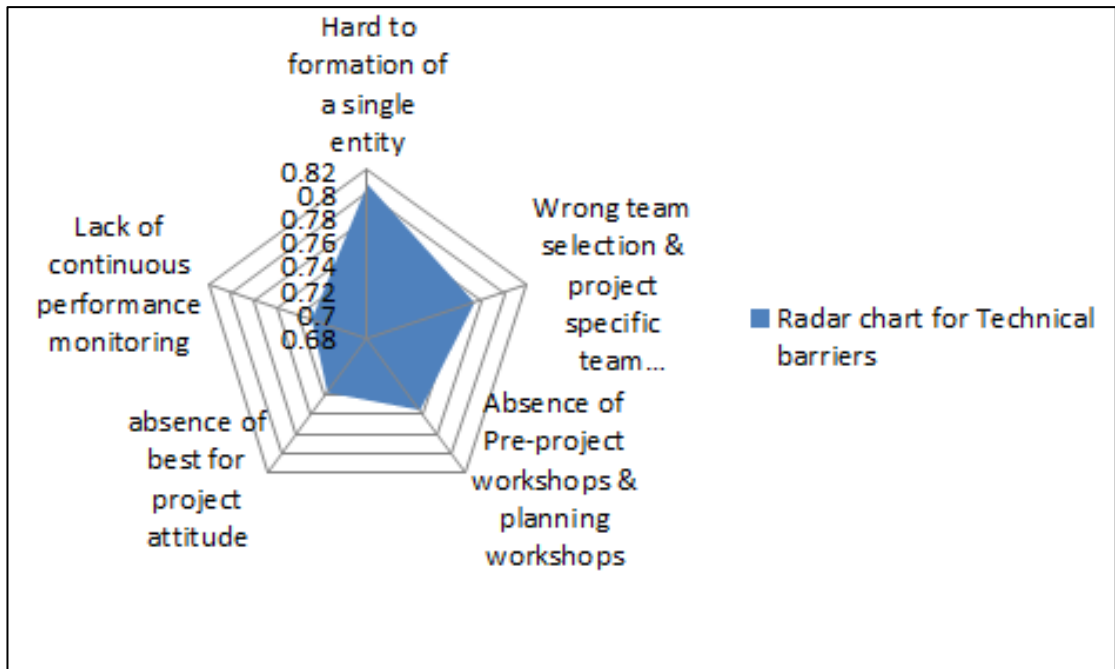 Hard to
formation of
a single
entity
0.82
0.8
0.78
0.76
0.74
0.72
0.7
0.68
Wrong team
selection &
project
specific
team...
Absence of
Pre-project
workshops &
planning
workshops
absence of
best for
project
attitude
Lack of
continuous
performance
monitoring
Radar chart for Technical
barriers